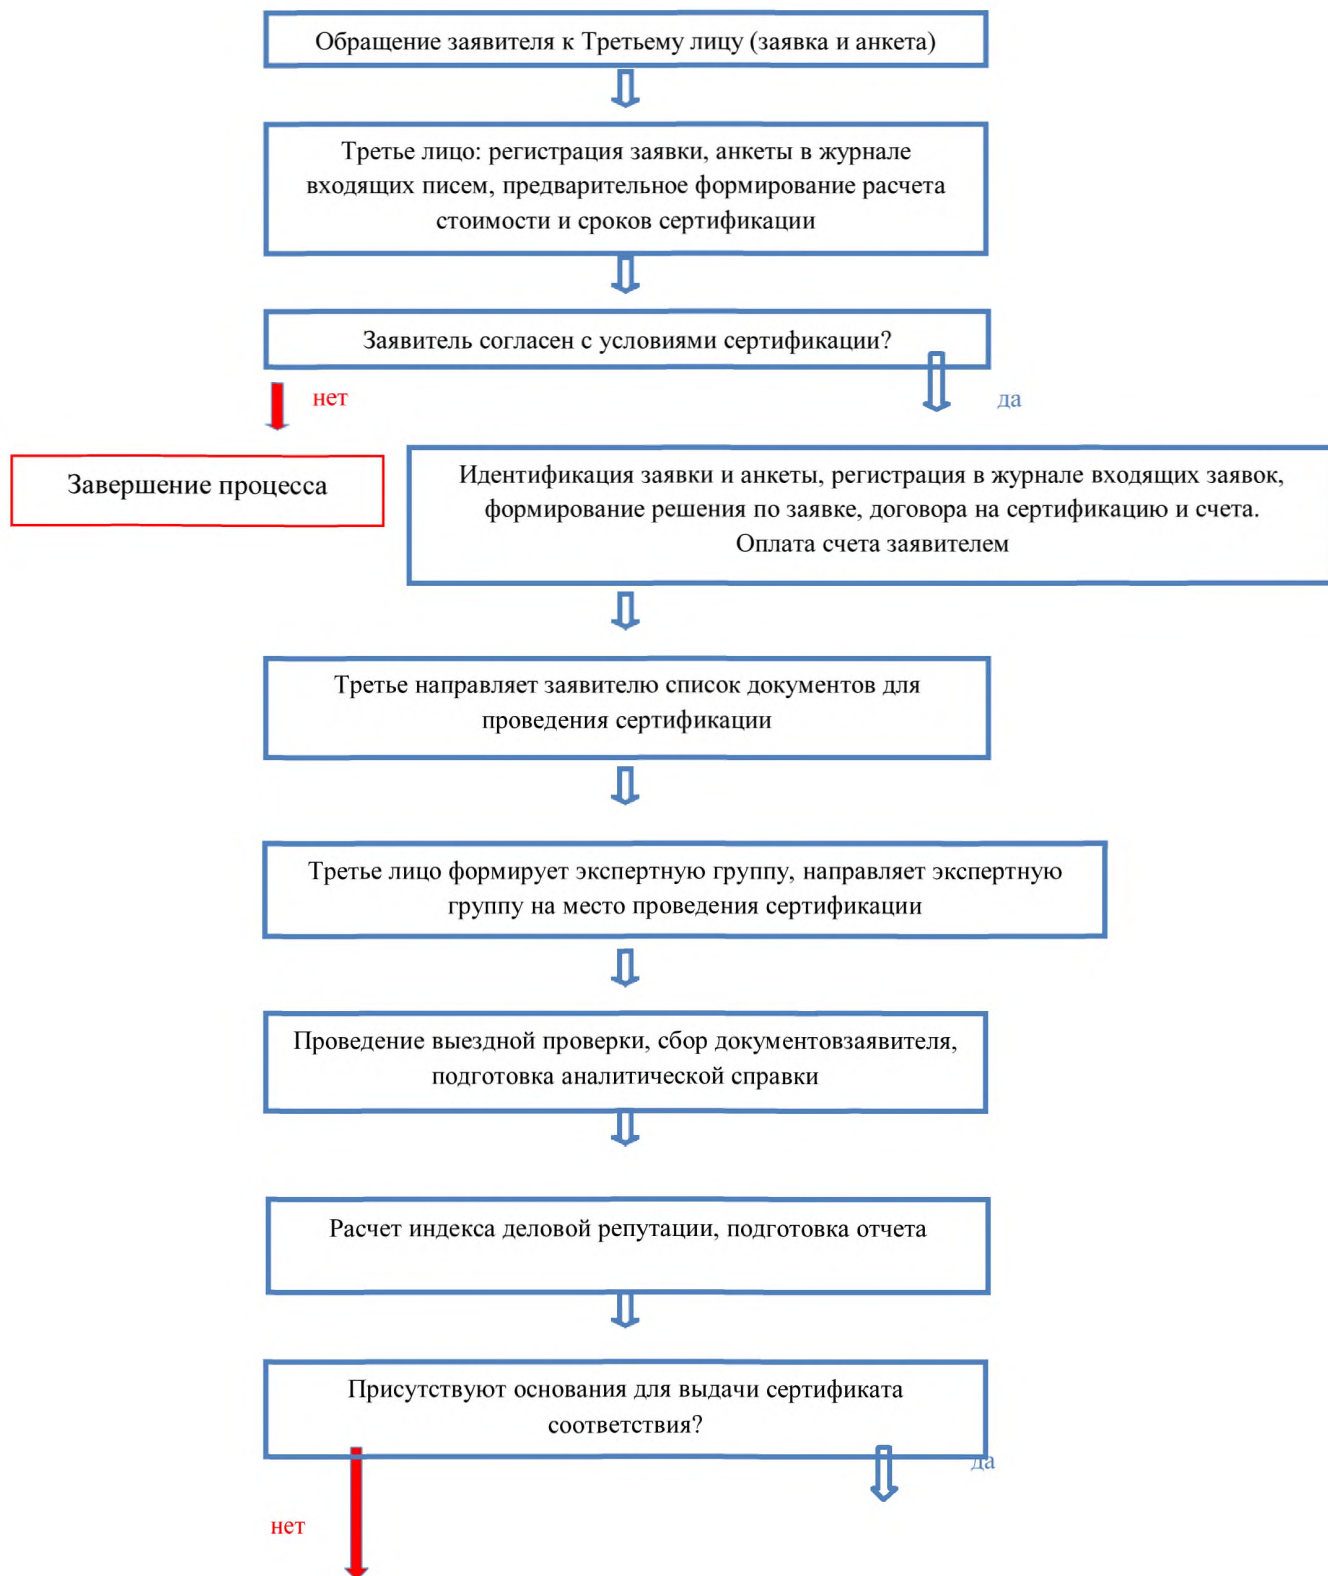 Обращение заявителя к Третьему лицу (заявка и анкета)
Третье лицо: регистрация заявки, анкеты в журнале
входящих писем, предварительное формирование расчета
стоимости и сроков сертификации
Заявитель согласен с условиями сертификации?
нет
да
Завершение процесса
Идентификация заявки и анкеты, регистрация в журнале входящих заявок,
формирование решения по заявке, договора на сертификацию и счета.
Оплата счета заявителем
Третье направляет заявителю список документов для
проведения сертификации
Третье лицо формирует экспертную группу, направляет экспертную
группу на место проведения сертификации
Проведение выездной проверки, сбор документовзаявителя,
подготовка аналитической справки
Расчет индекса деловой репутации, подготовка отчета
Присутствуют основания для выдачи сертификата
соответствия?
да
нет